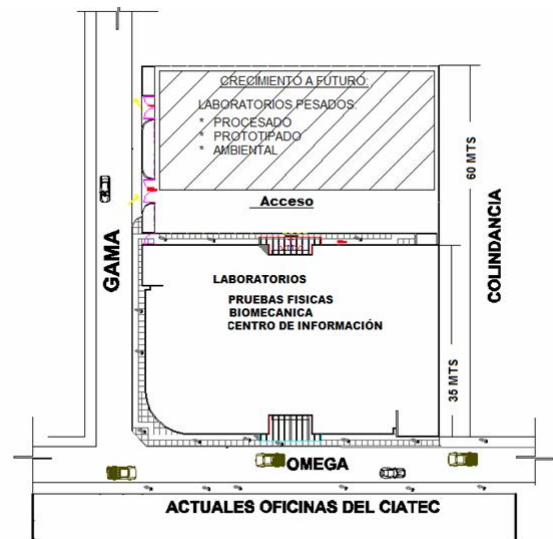 CRECIMIENTO A FUTURO:
LABORATORIOS PESADOS:
* PROCESADO
* PROTOTIPADO
* AMBIENTAL
60 MTS
Acceso
GAMA
COLINDANCIA
LABORATORIOS
PRUEBAS FISICAS
BIOMECANICA
CENTRO DE INFORMACIÓN
35 MTS
OMEGA
ACTUALES OFICINAS DEL CIATEC